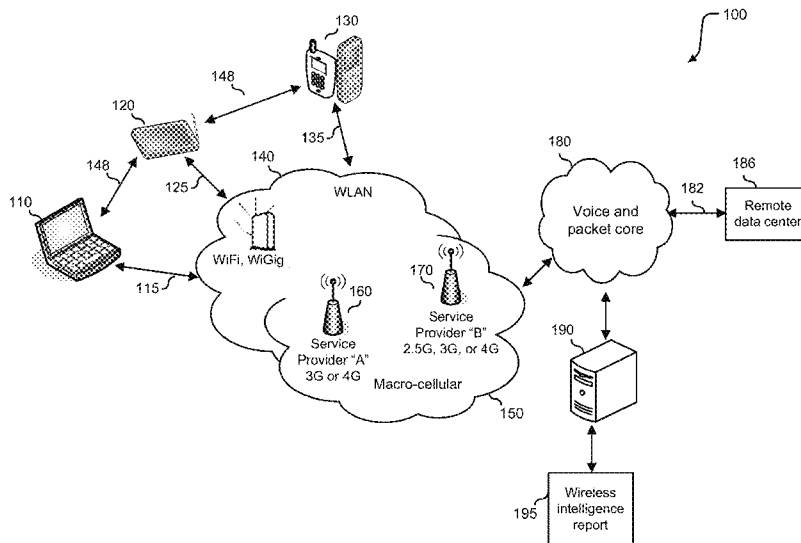 100
130
148
120
135
180
186
140
WLAN
148
125
182
110
Voice and
packet core
Remote
data center
WiFi, WiGig
170
115
160
Service
Provider "B"
2.5G, 3G, or 4G
Service
Provider "A"
3G or 4G
190
Macro-cellular
150
195
Wireless
intelligence
report